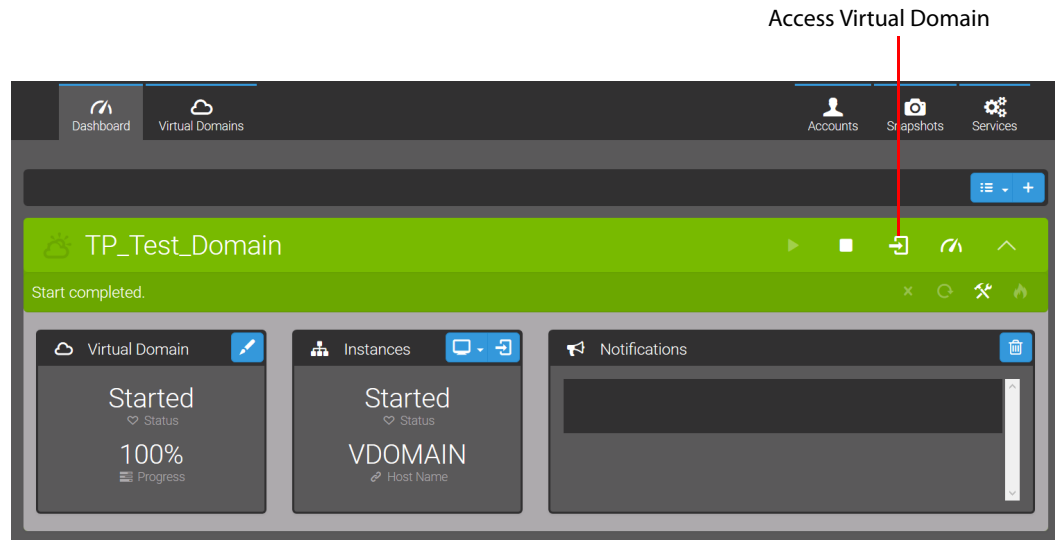 Access Virtual Domain
Dashboard
Virtual Domains
Accounts
Snapshots
Services
TP_Test_Domain
Start completed.
Virtual Domain
Started
Status
100%
Progress
Instances
Started
Status
VDOMAIN
Host Name
Notifications